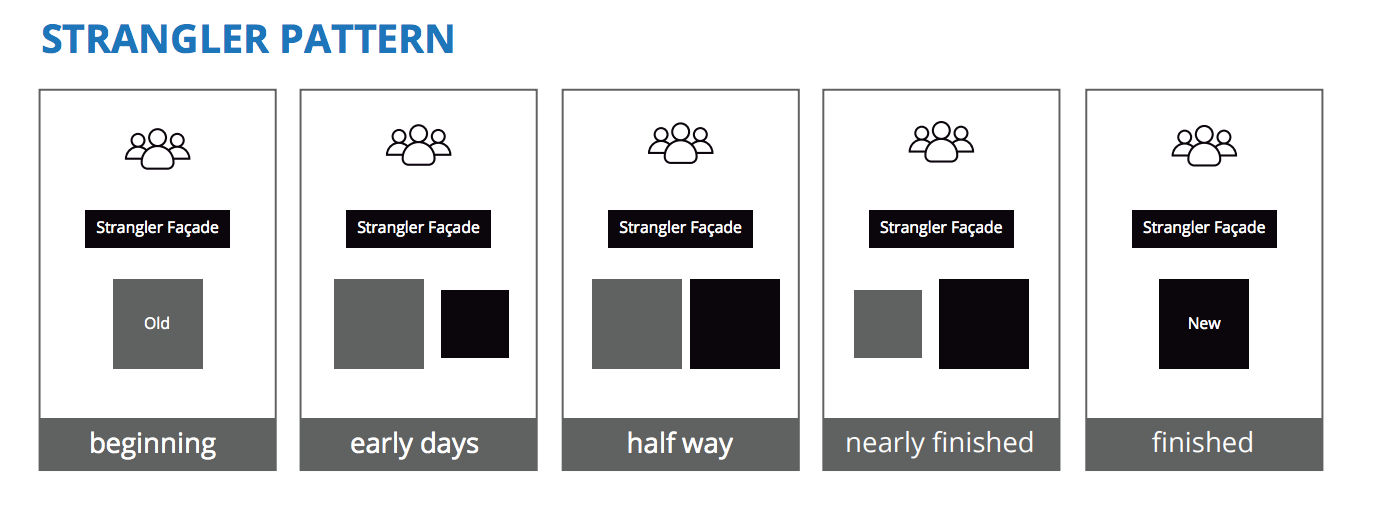 STRANGLER PATTERN
Strangler Façade
Old
beginning
Strangler Façade
early days
Strangler Façade
half way
Strangler Façade
nearly finished
Strangler Façade
New
finished